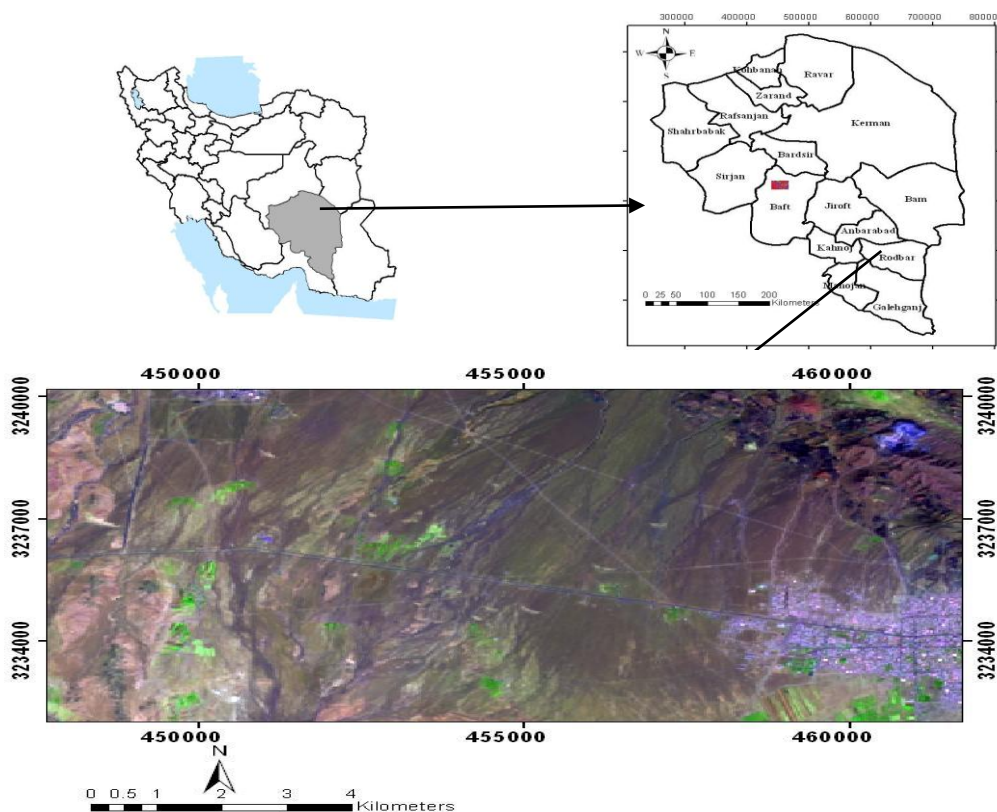 300000 400000 500000 600000 700000 80000
N
W E
S
Kohbanan
Ravar
Zarand
Rafsanjan
Shahrbabak
Kerman
Bardsir
Sirjan
Baft
Jiroft
Bam
Anbarabad
Kahnoj
Rodbar
Manojan
Galehganj
0 25 50 100 150 200
Kilometers
450000 455000 460000
3240000 3240000
3237000 3237000
3234000 3234000
450000 455000 460000
N
0 0.5 1 2 3 4
Kilometers